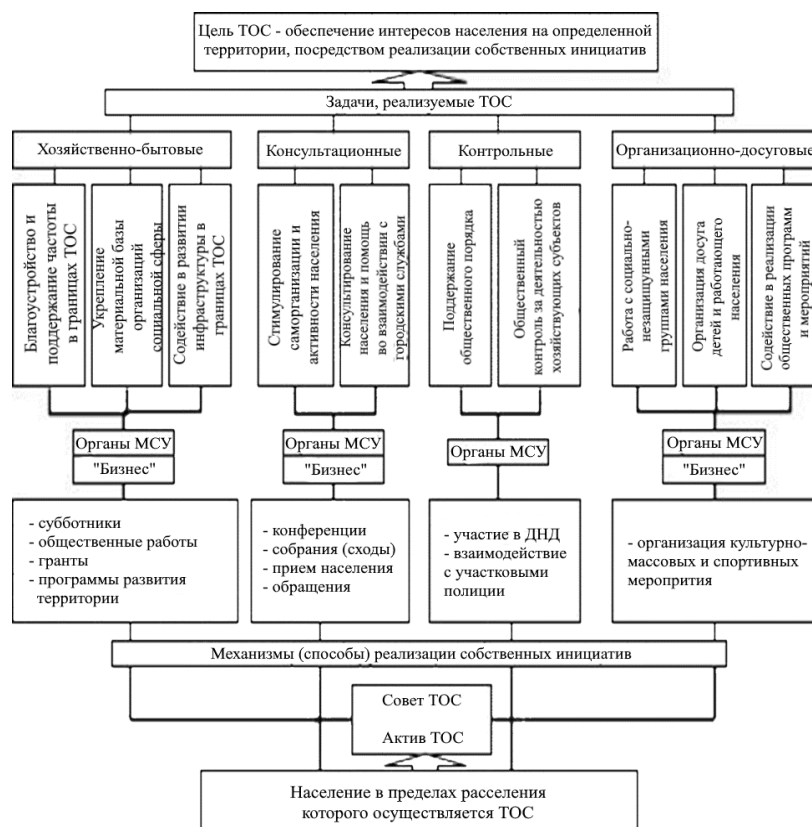 Цель ТОС - обеспечение интересов населения на определенной
территории, посредством реализации собственных инициатив
Задачи, реализуемые ТОС
Хозяйственно-бытовые
Консультационные
Контрольные
Организационно-досуговые
Благоустройство и
поддержание частоты
в границах ТОС
Укрепление
материальной базы
организаций
социальной сферы
Содействие в развитии
инфраструктуры в
границах ТОС
Стимулирование
саморганизации и
активности населения
Консультирование
населения и помощь
во взаимодействии с
городскими службами
Поддержание
общественного порядка
Общественный
контроль за деятельностью
хозяйствующих субъектов
Работа с социально-
незащищунными
группами населения
Организация досуга
детей и работающего
населения
Содействие в реализации
общественных программ
и мероприятий
Органы МСУ
"Бизнес"
Органы МСУ
"Бизнес"
Органы МСУ
Органы МСУ
"Бизнес"
- субботники
- общественные работы
- гранты
- программы развития
территории
- конференции
- собрания (сходы)
- прием населения
- обращения
- участие в ДНД
- взаимодействие
с участковыми
полиции
- организация культурно-
массовых и спортивных
меропрития
Механизмы (способы) реализации собственных инициатив
Совет ТОС
Актив ТОС
Население в пределах расселения
которого осуществляется ТОС